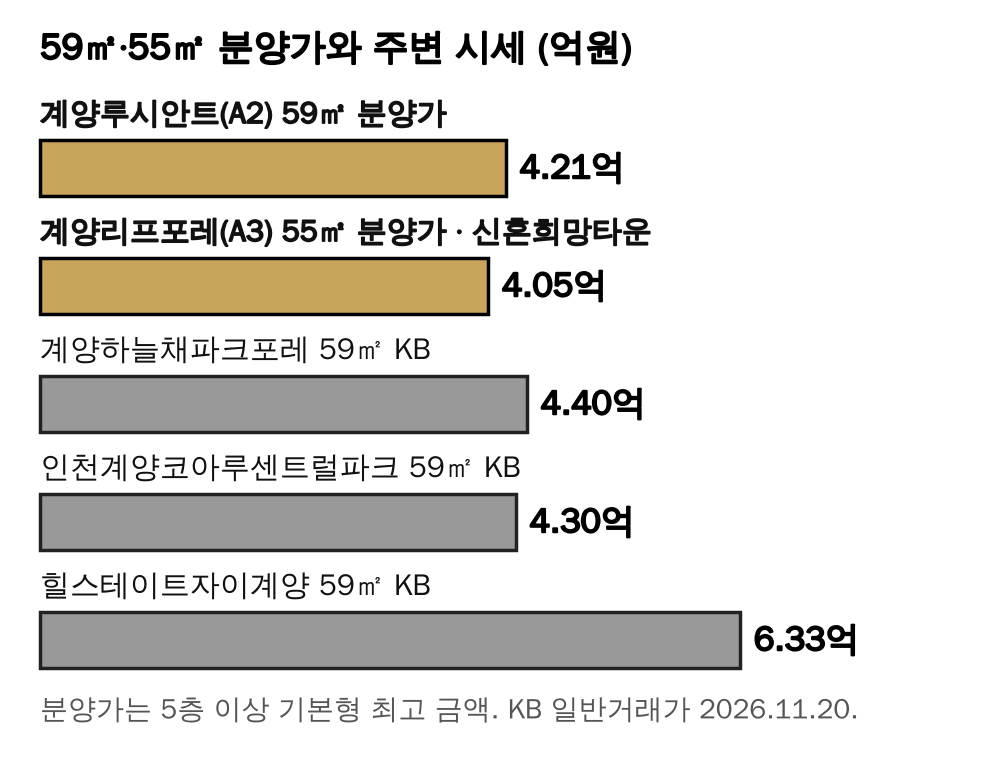 59㎡·55㎡ 분양가와 주변 시세 (억원)
계양루시안트(A2) 59㎡ 분양가
4.21억
계양리프포레(A3) 55㎡ 분양가 · 신혼희망타운
4.05억
계양하늘채파크포레 59㎡ KB
4.40억
인천계양코아루센트럴파크 59㎡ KB
4.30억
힐스테이트자이계양 59㎡ KB
6.33억
분양가는 5층 이상 기본형 최고 금액. KB 일반거래가 2026.11.20.